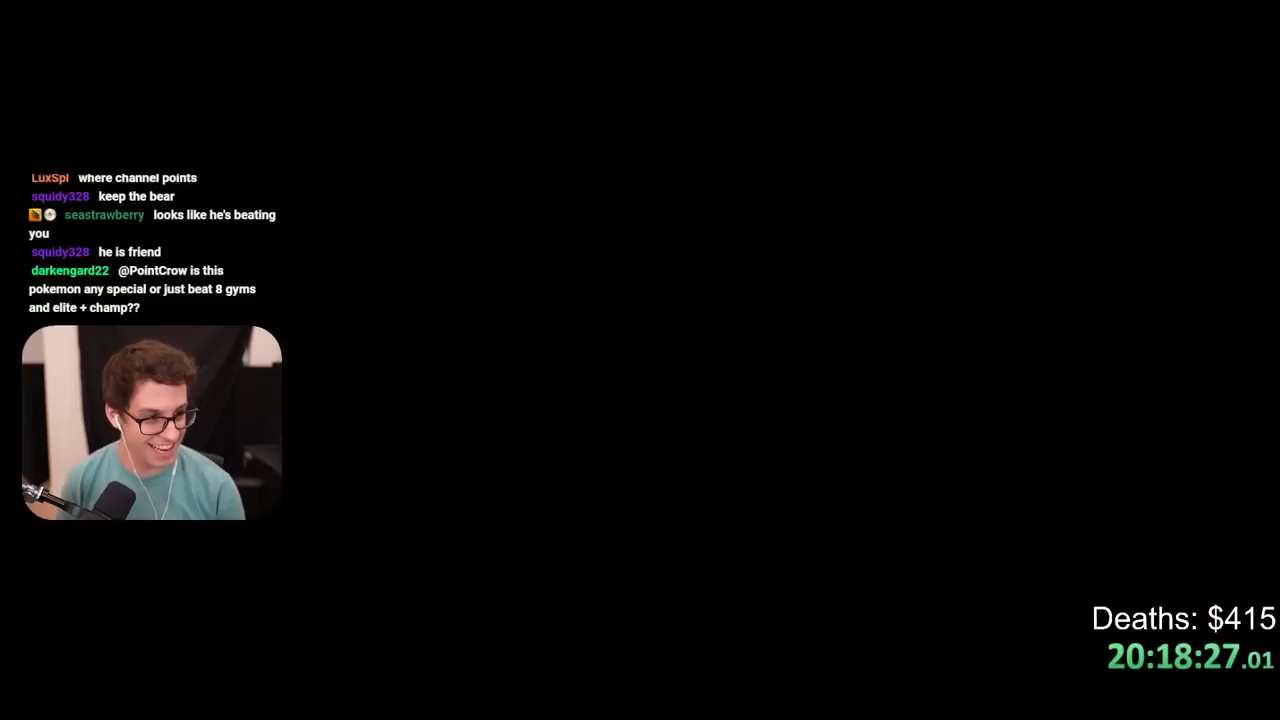 LuxSpl where channel points
squidy328 keep the bear
seastrawberry looks like he's beating
you
squidy328 he is friend
darkengard22 @PointCrow is this
pokemon any special or just beat 8 gyms
and elite + champ??
Deaths: $415
20:18:27.01